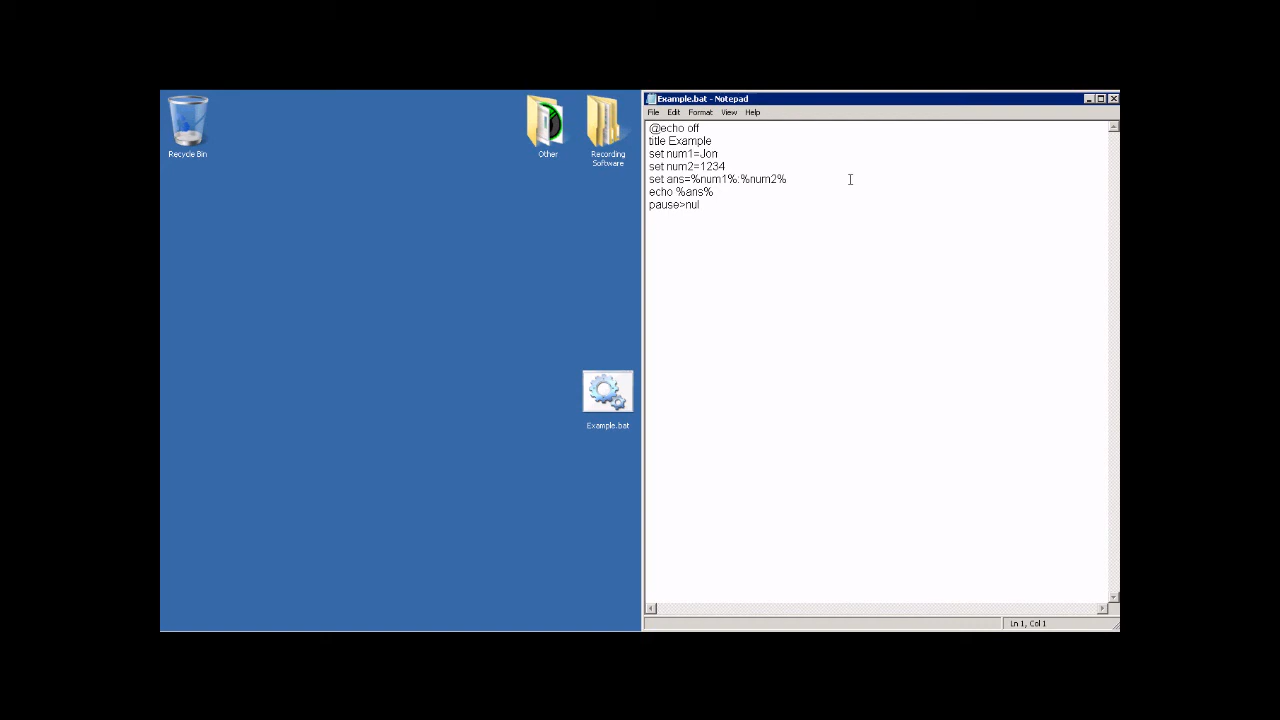 Example.bat - Notepad
File Edit Format View Help
@echo off
title Example
set num1=Jon
set num2=1234
set ans=%num1%:%num2%
echo %ans%
pause>nul
Recycle Bin
Other
Recording
Software
Example.bat
Ln 1, Col 1